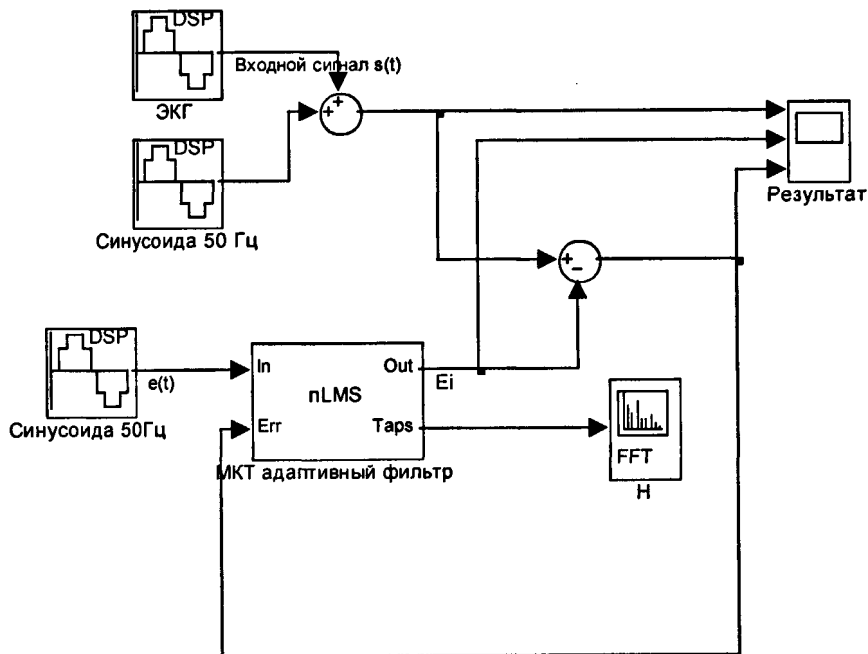 DSP
Входной сигнал s(t)
ЭКГ
DSP
Синусоида 50 Гц
Результат
DSP
e(t)
Синусоида 50Гц
In
Out
nLMS
Err
Taps
Ei
МКТ адаптивный фильтр
FFT
H